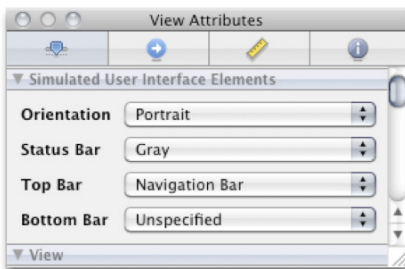 View Attributes
Simulated User Interface Elements
Orientation Portrait
Status Bar Gray
Top Bar Navigation Bar
Bottom Bar Unspecified
View